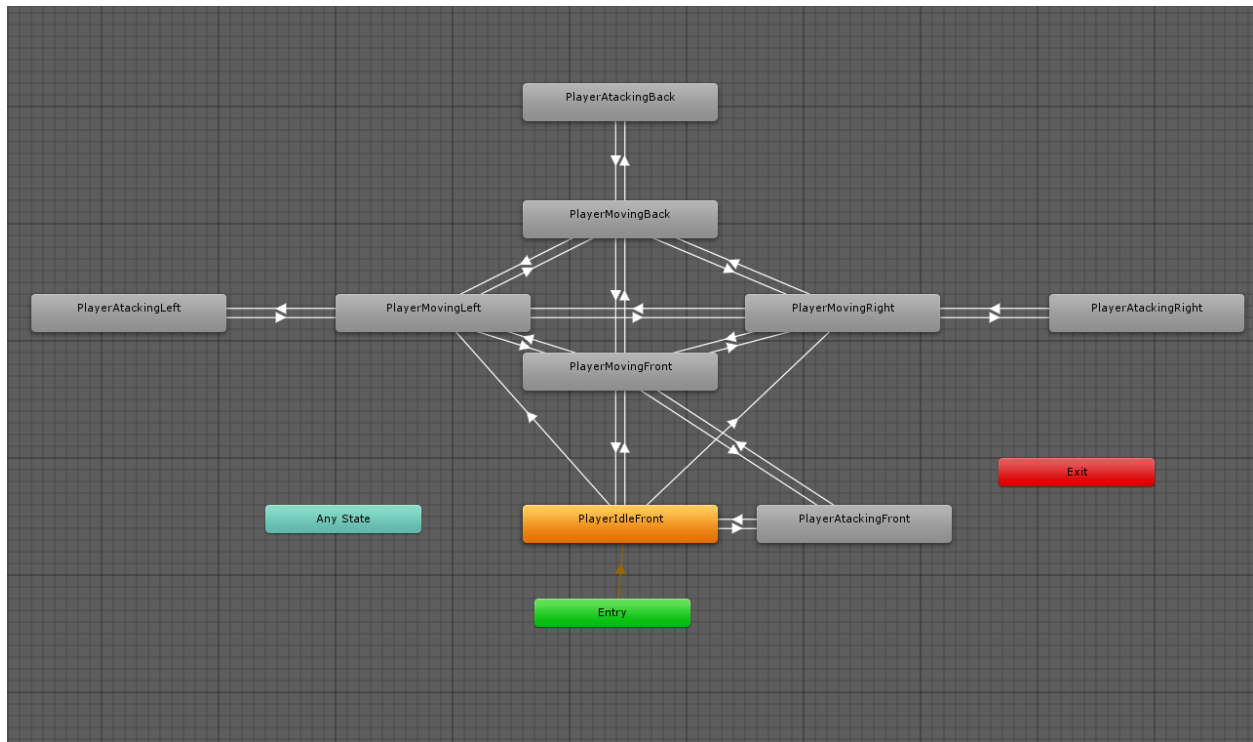 PlayerAtackingBack
PlayerMovingBack
PlayerAtackingLeft
PlayerMovingLeft
PlayerMovingRight
PlayerAtackingRight
PlayerMovingFront
Exit
Any State
PlayerIdleFront
PlayerAtackingFront
Entry